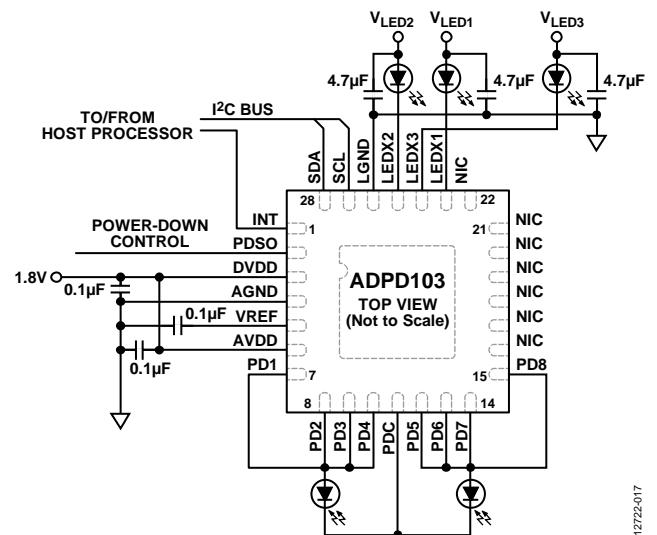 VLED2
VLED1
VLED3
4.7µF
4.7µF
4.7µF
I2C BUS
TO/FROM
HOST PROCESSOR
SDA
SCL
LGND
LEDX2
LEDX3
LEDX1
NIC
28
22
INT
1
21
NIC
POWER-DOWN
CONTROL
PDSO
NIC
1.8V
DVDD
NIC
0.1µF
AGND
NIC
0.1µF
VREF
NIC
AVDD
NIC
0.1µF
PD1
7
15
PD8
ADPD103
TOP VIEW
(Not to Scale)
8
14
PD2
PD3
PD4
PDC
PD5
PD6
PD7
12722-017